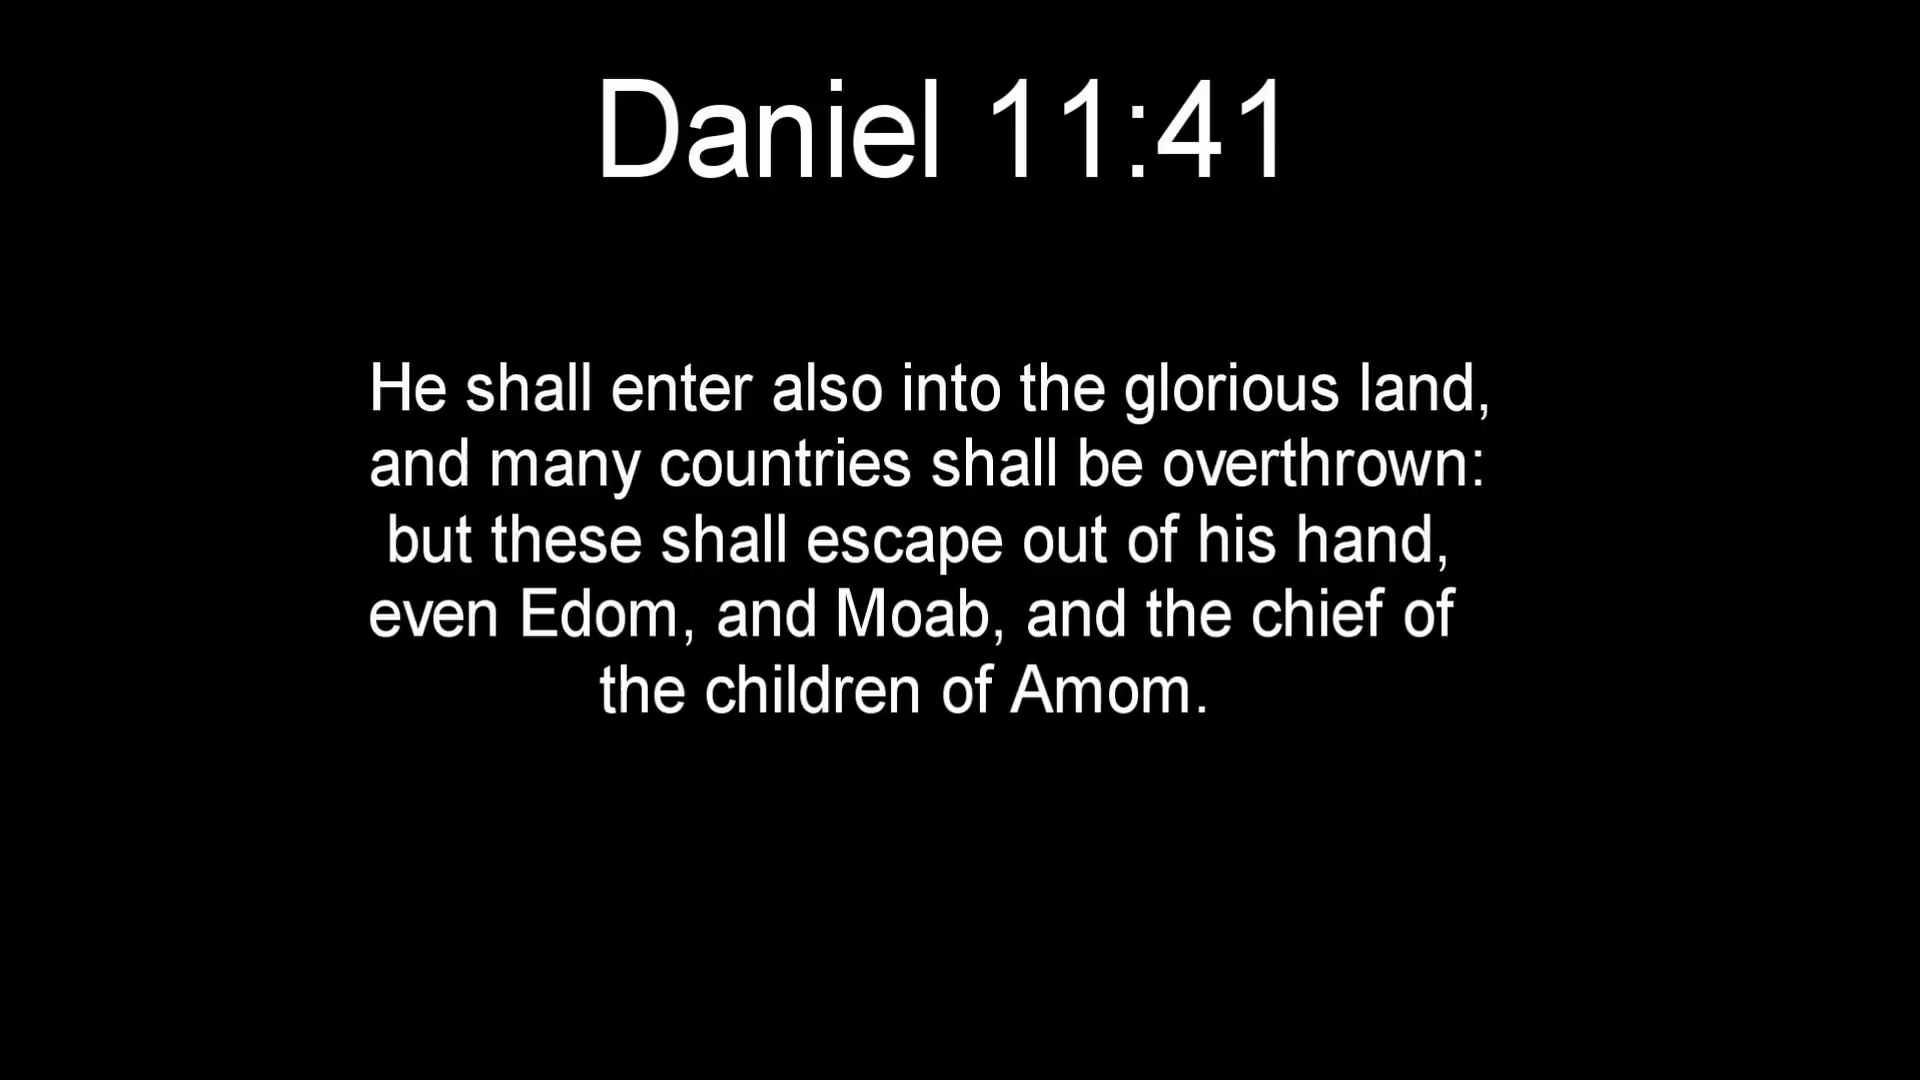 Daniel 11:41
He shall enter also into the glorious land,
and many countries shall be overthrown:
but these shall escape out of his hand,
even Edom, and Moab, and the chief of
the children of Amom.